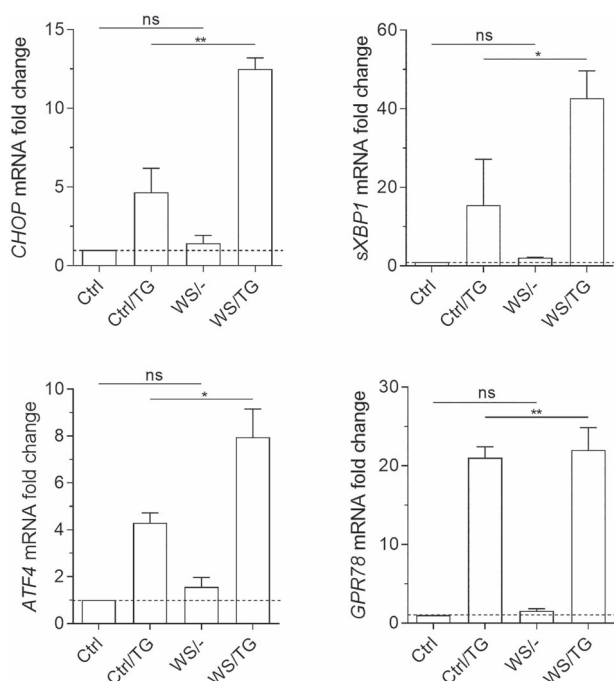 ns
**
15
10
5
0
CHOP mRNA fold change
Ctrl
Ctrl/TG
WS/-
WS/TG
ns
*
60
40
20
0
sXBP1 mRNA fold change
Ctrl
Ctrl/TG
WS/-
WS/TG
ns
*
10
8
6
4
2
0
ATF4 mRNA fold change
Ctrl
Ctrl/TG
WS/-
WS/TG
ns
**
30
20
10
0
GPR78 mRNA fold change
Ctrl
Ctrl/TG
WS/-
WS/TG